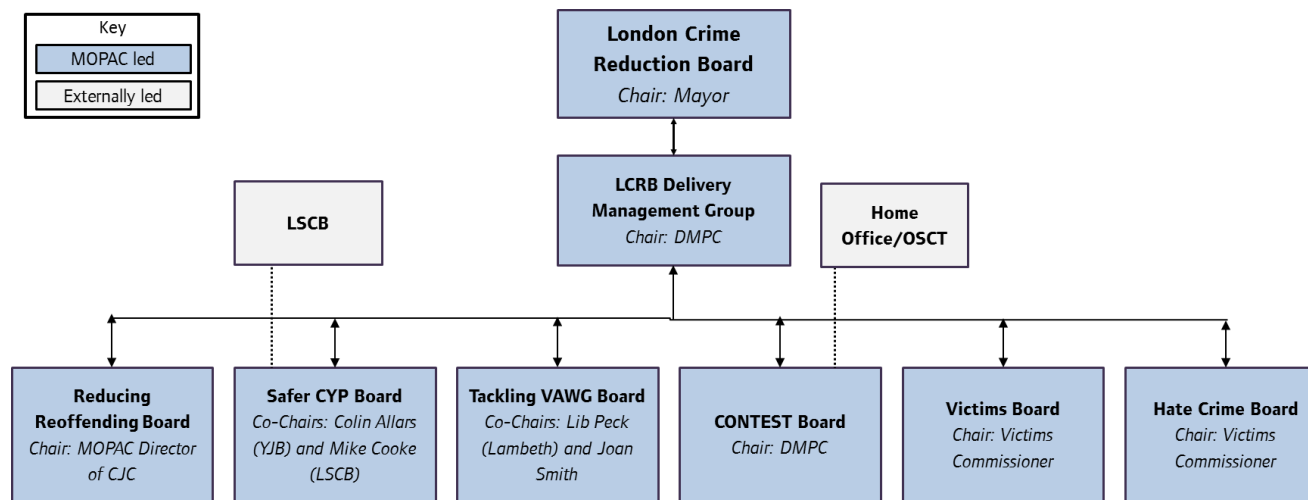 Key
MOPAC led
Externally led
London Crime
Reduction Board
Chair: Mayor
LCRB Delivery
Management Group
Chair: DMPC
LSCB
Home
Office/OSCT
Reducing
Reoffending Board
Chair: MOPAC Director
of CJC
Safer CYP Board
Co-Chairs: Colin Allars
(YJB) and Mike Cooke
(LSCB)
Tackling VAWG Board
Co-Chairs: Lib Peck
(Lambeth) and Joan
Smith
CONTEST Board
Chair: DMPC
Victims Board
Chair: Victims
Commissioner
Hate Crime Board
Chair: Victims
Commissioner